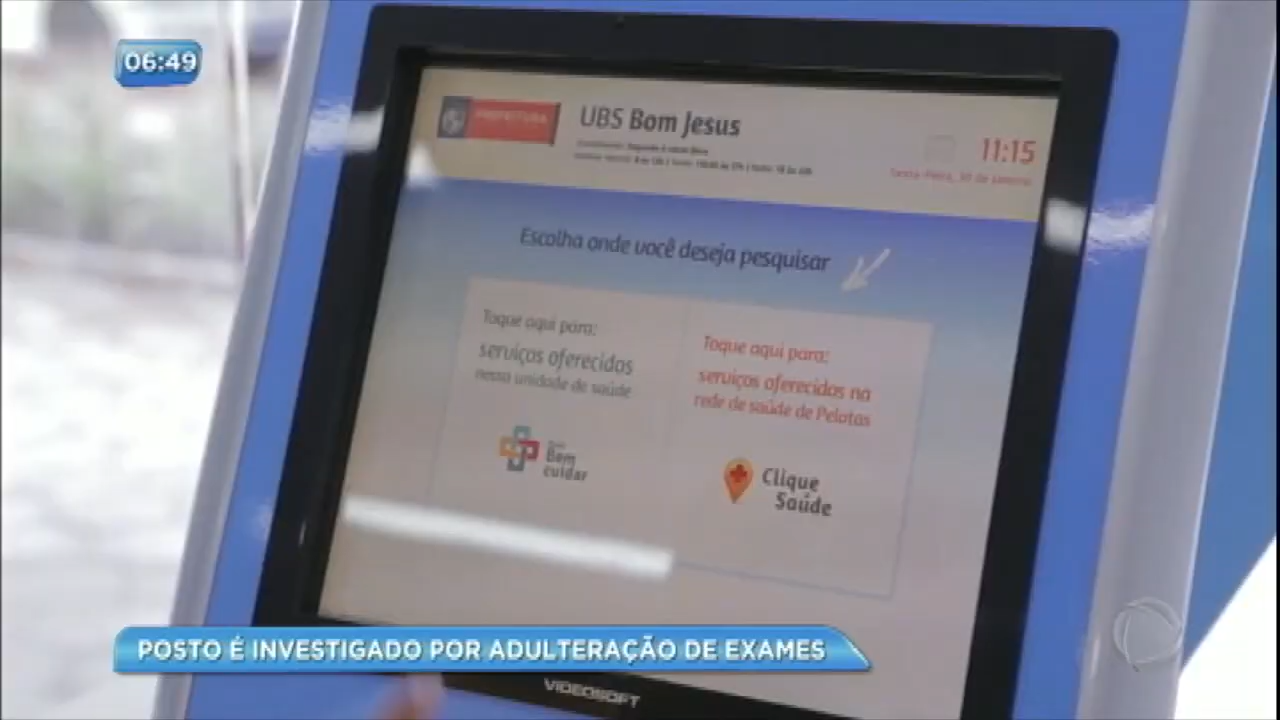 06:49
PREFEITURA
UBS Bom Jesus
11:15
Escolha onde você deseja pesquisar
Toque aqui para:
serviços oferecidos
nesta unidade de saúde
Bem
cuidar
Toque aqui para:
serviços oferecidos na
rede de saúde de Pelotas
Clique
Saúde
POSTO É INVESTIGADO POR ADULTERAÇÃO DE EXAMES
VIDEOSOFT